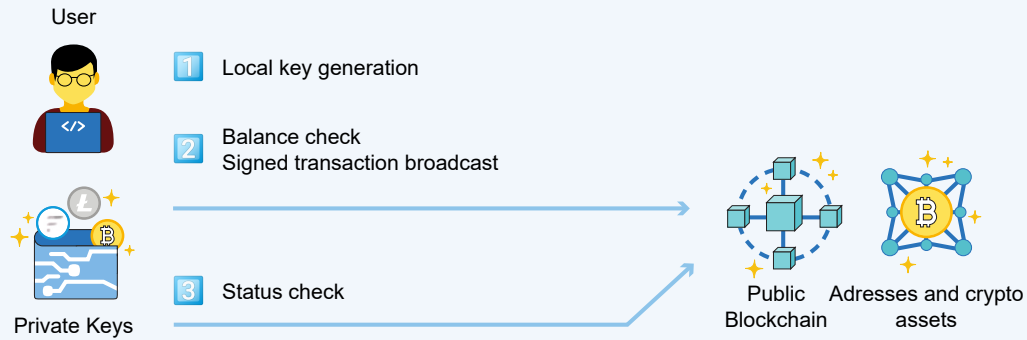 User
1
Local key generation
2
Balance check
Signed transaction broadcast
</>
Ł
F
₿
₿
3
Status check
Private Keys
Public
Blockchain
Adresses and crypto
assets